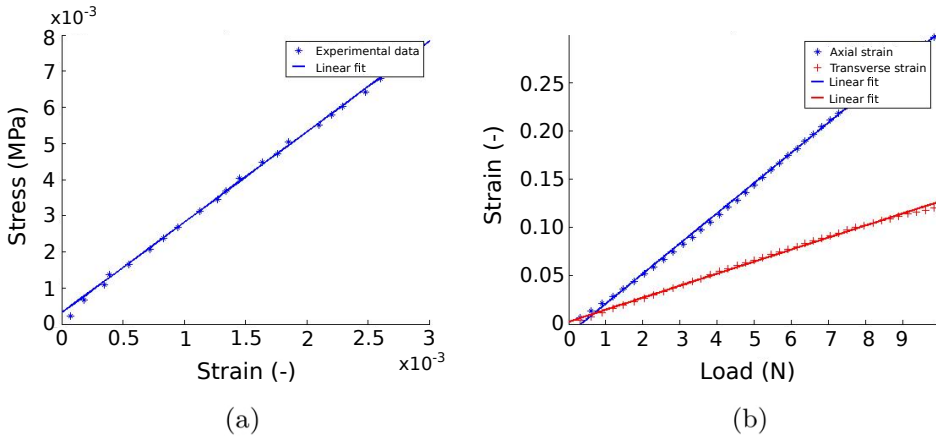 ×10⁻³
8
7
6
5
4
3
2
1
0
Stress (MPa)
Experimental data
Linear fit
0 0.5 1 1.5 2 2.5 3
×10⁻³
Strain (-)
(a)
0.25
0.20
0.15
0.10
0.05
0
Strain (-)
Axial strain
Transverse strain
Linear fit
Linear fit
0 1 2 3 4 5 6 7 8 9
Load (N)
(b)